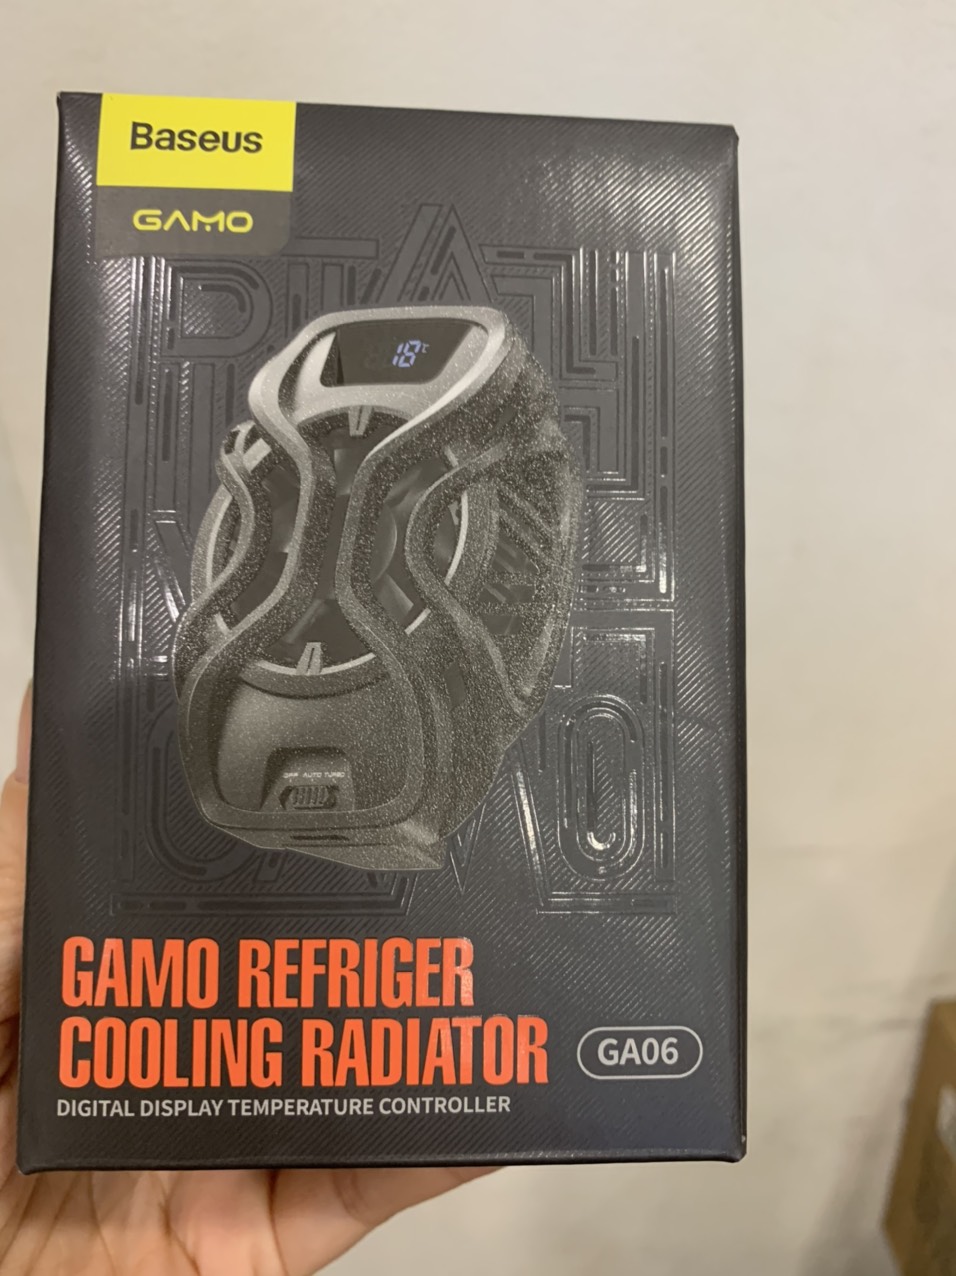 Baseus
GAMO
18℃
OFF AUTO TURBO
GAMO REFRIGER
COOLING RADIATOR
GA06
DIGITAL DISPLAY TEMPERATURE CONTROLLER